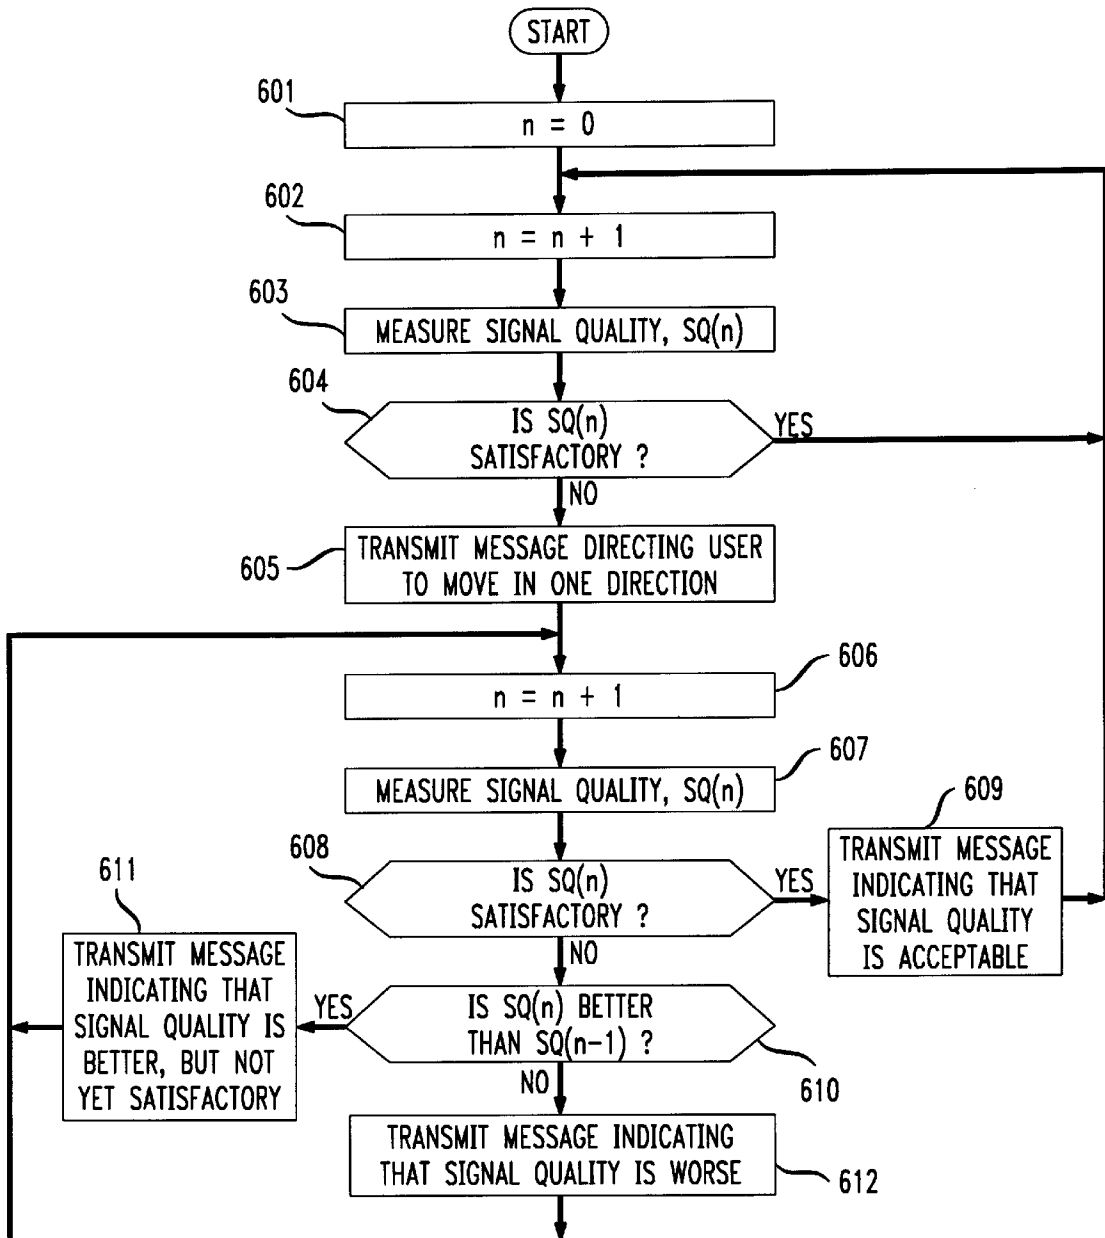 START
601
n = 0
602
n = n + 1
603
MEASURE SIGNAL QUALITY, SQ(n)
604
IS SQ(n)
SATISFACTORY ?
YES
NO
605
TRANSMIT MESSAGE DIRECTING USER
TO MOVE IN ONE DIRECTION
606
n = n + 1
607
MEASURE SIGNAL QUALITY, SQ(n)
608
IS SQ(n)
SATISFACTORY ?
YES
609
TRANSMIT MESSAGE
INDICATING THAT
SIGNAL QUALITY
IS ACCEPTABLE
NO
611
TRANSMIT MESSAGE
INDICATING THAT
SIGNAL QUALITY IS
BETTER, BUT NOT
YET SATISFACTORY
YES
IS SQ(n) BETTER
THAN SQ(n-1) ?
610
NO
TRANSMIT MESSAGE INDICATING
THAT SIGNAL QUALITY IS WORSE
612